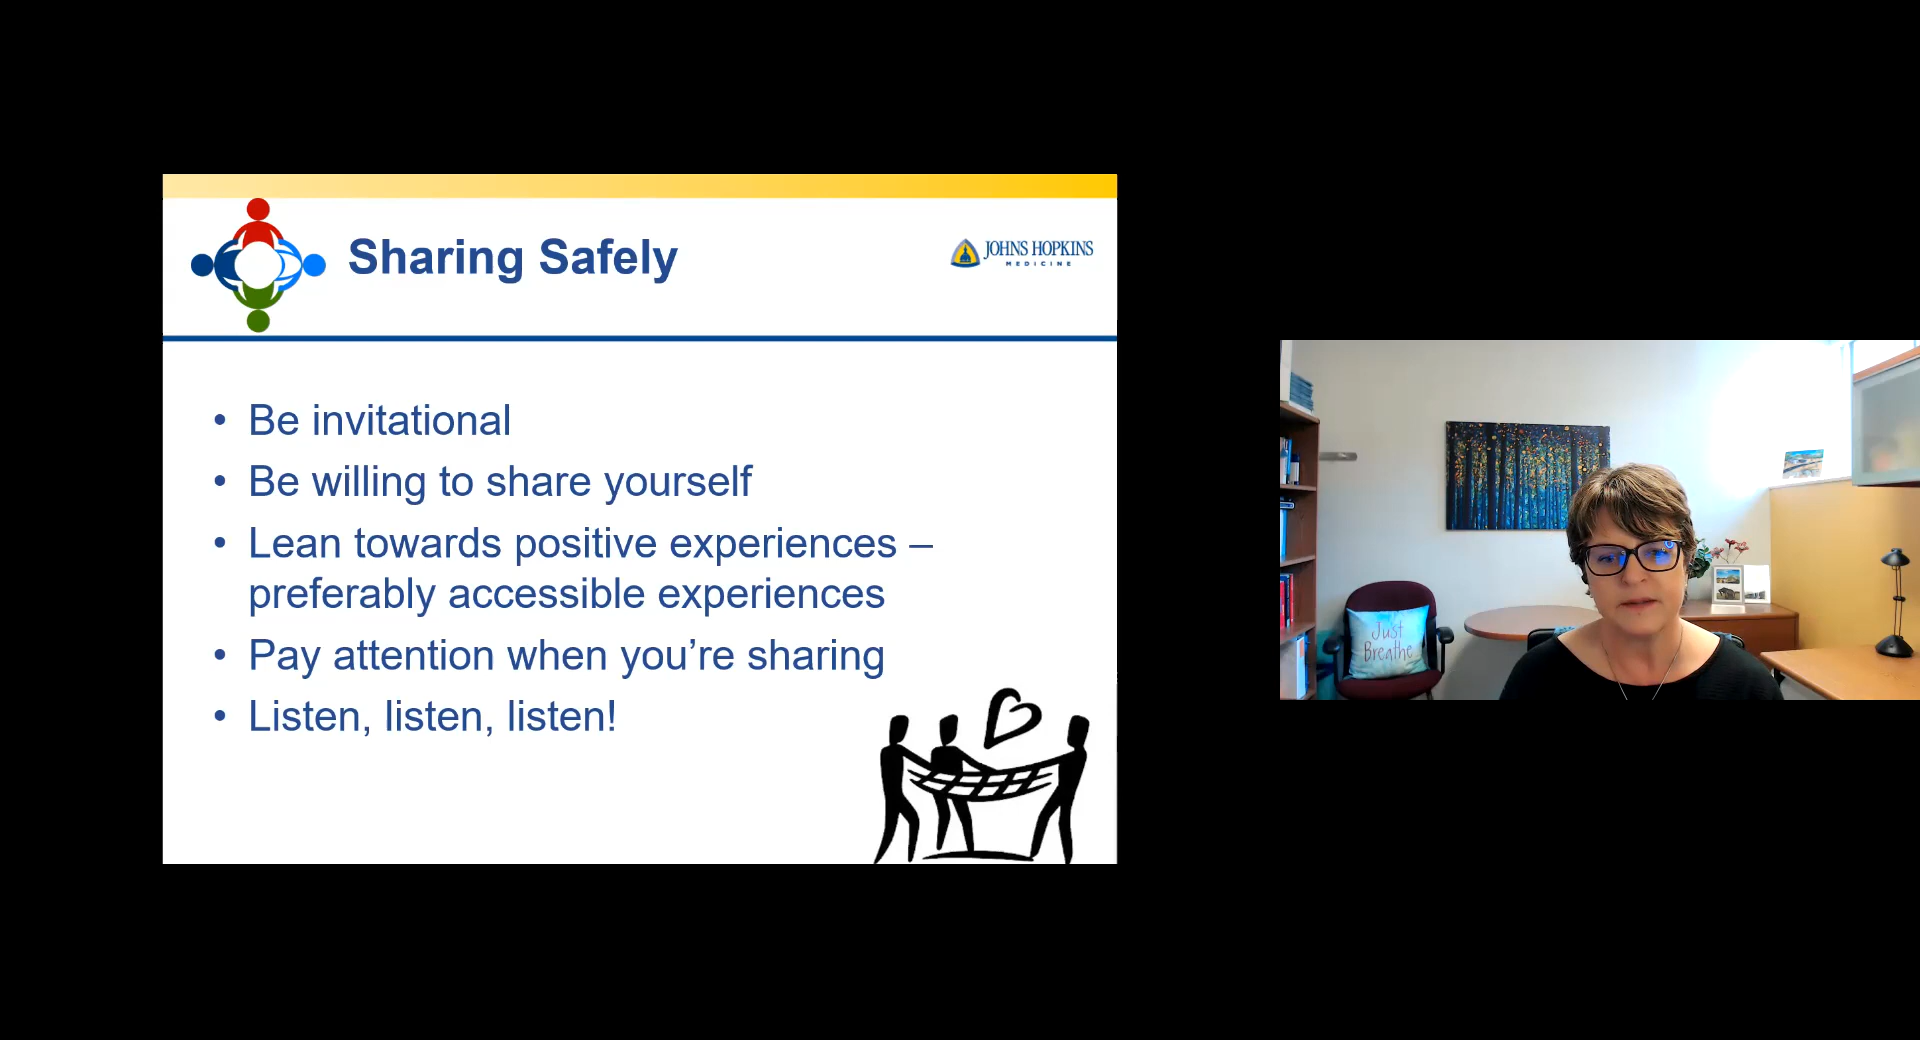 Sharing Safely
JOHNS HOPKINS
MEDICINE
• Be invitational
• Be willing to share yourself
• Lean towards positive experiences –
preferably accessible experiences
• Pay attention when you’re sharing
• Listen, listen, listen!
Just
Breathe